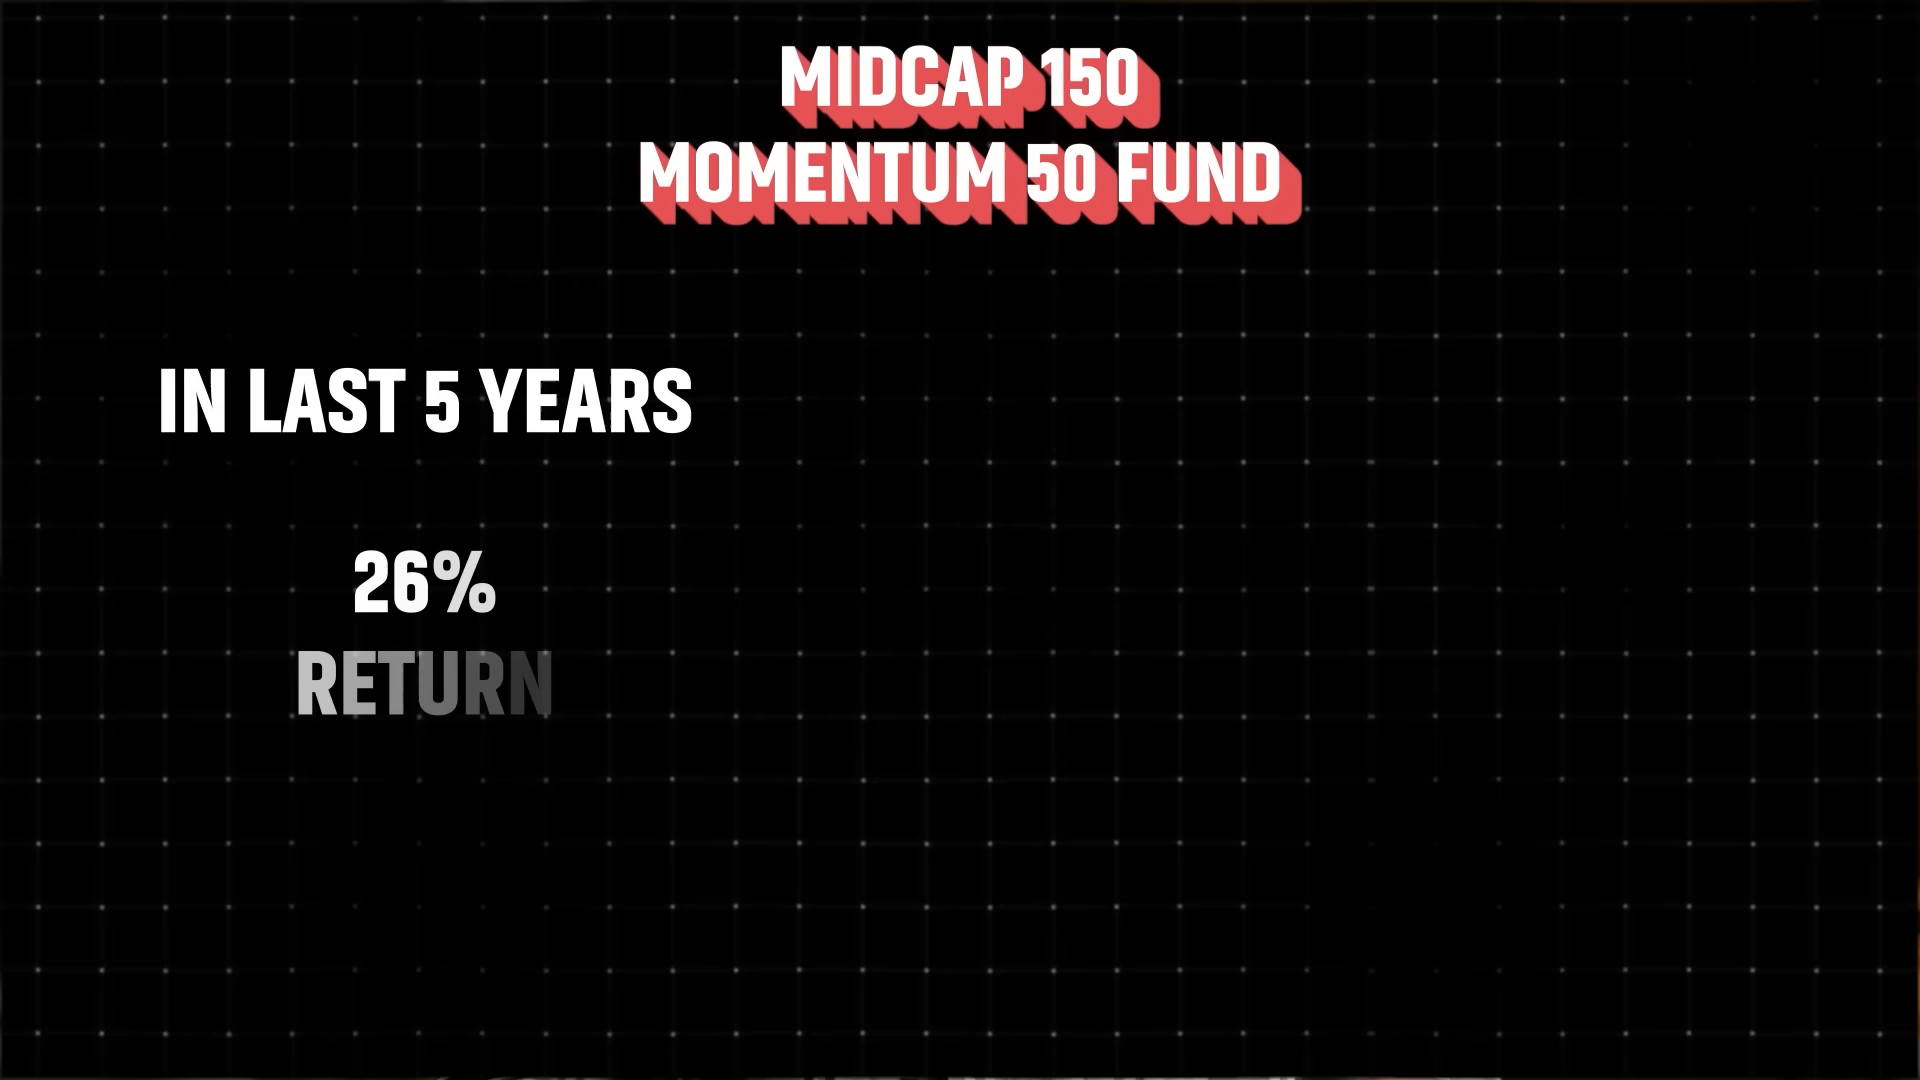 MIDCAP 150
MOMENTUM 50 FUND
IN LAST 5 YEARS
26%
RETURN